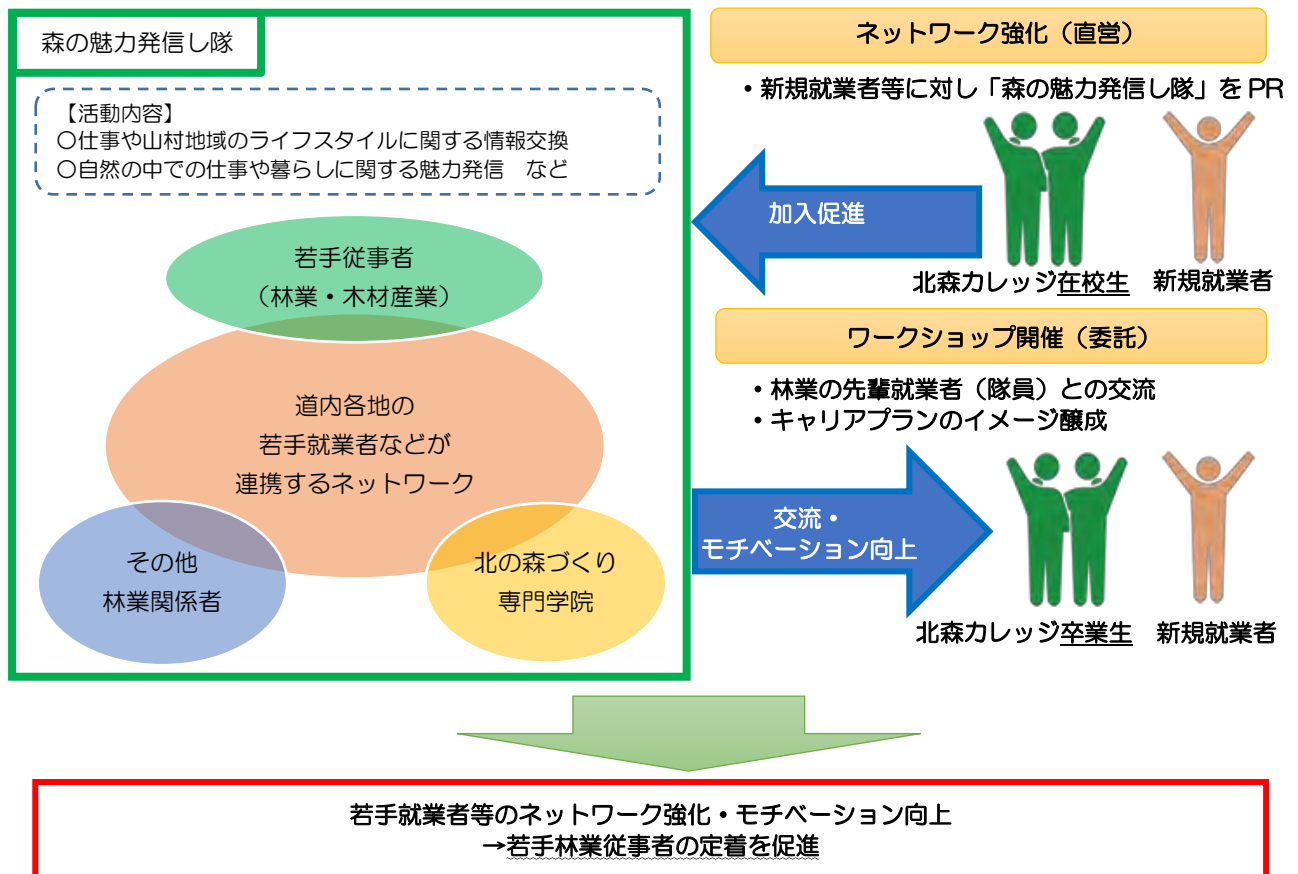 森の魅力発信し隊
【活動内容】
〇仕事や山村地域のライフスタイルに関する情報交換
〇自然の中での仕事や暮らしに関する魅力発信　など
若手従事者
（林業・木材産業）
道内各地の
若手就業者などが
連携するネットワーク
その他
林業関係者
北の森づくり
専門学院
ネットワーク強化（直営）
・新規就業者等に対し「森の魅力発信し隊」をPR
加入促進
北森カレッジ在校生　新規就業者
ワークショップ開催（委託）
・林業の先輩就業者（隊員）との交流
・キャリアプランのイメージ醸成
交流・
モチベーション向上
北森カレッジ卒業生　新規就業者
若手就業者等のネットワーク強化・モチベーション向上
→若手林業従事者の定着を促進